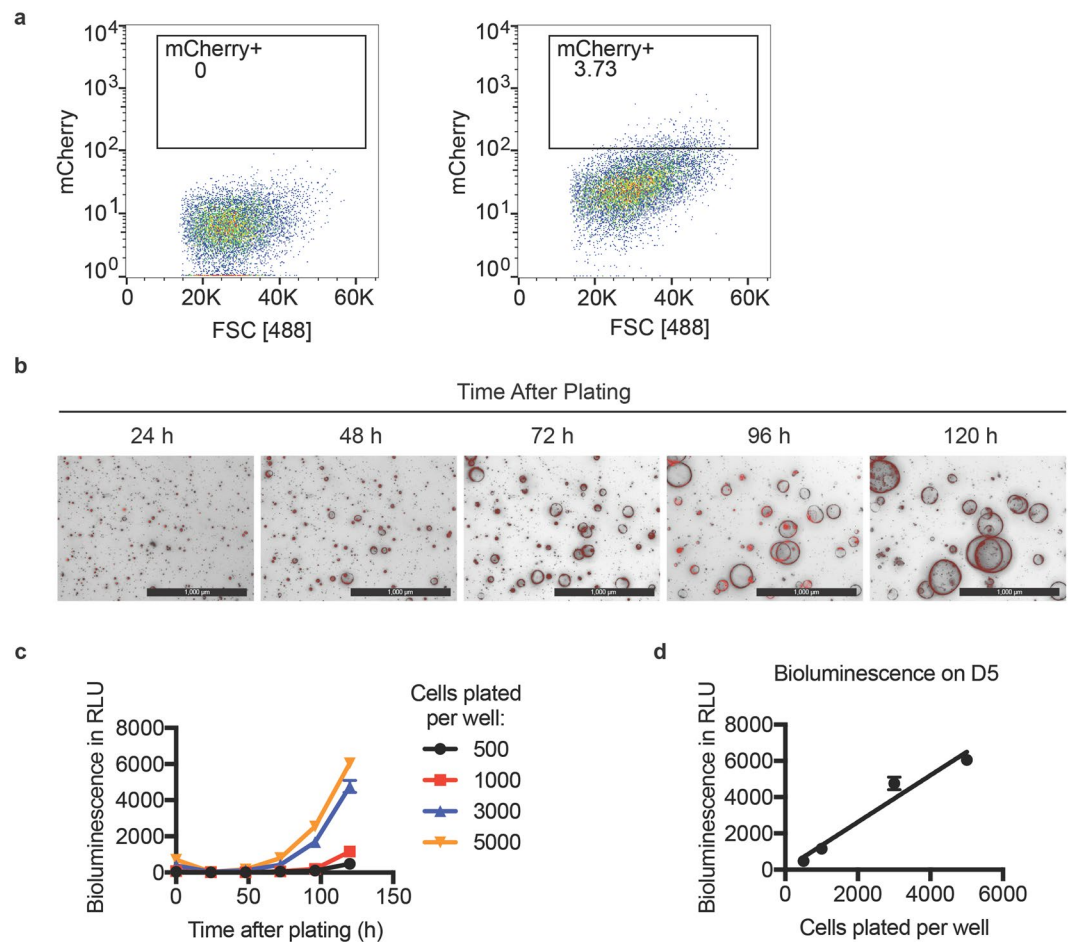 a
10⁴
10³
10²
10¹
10⁰
mCherry
mCherry+
0
0
20K
40K
60K
FSC [488]
10⁴
10³
10²
10¹
10⁰
mCherry
mCherry+
3.73
0
20K
40K
60K
FSC [488]
b
Time After Plating
24 h
48 h
72 h
96 h
120 h
1,000 µm
1,000 µm
1,000 µm
1,000 µm
1,000 µm
c
Bioluminescence in RLU
8000
6000
4000
2000
0
0
50
100
150
Time after plating (h)
Cells plated
per well:
500
1000
3000
5000
d
Bioluminescence on D5
Bioluminescence in RLU
8000
6000
4000
2000
0
0
2000
4000
6000
Cells plated per well